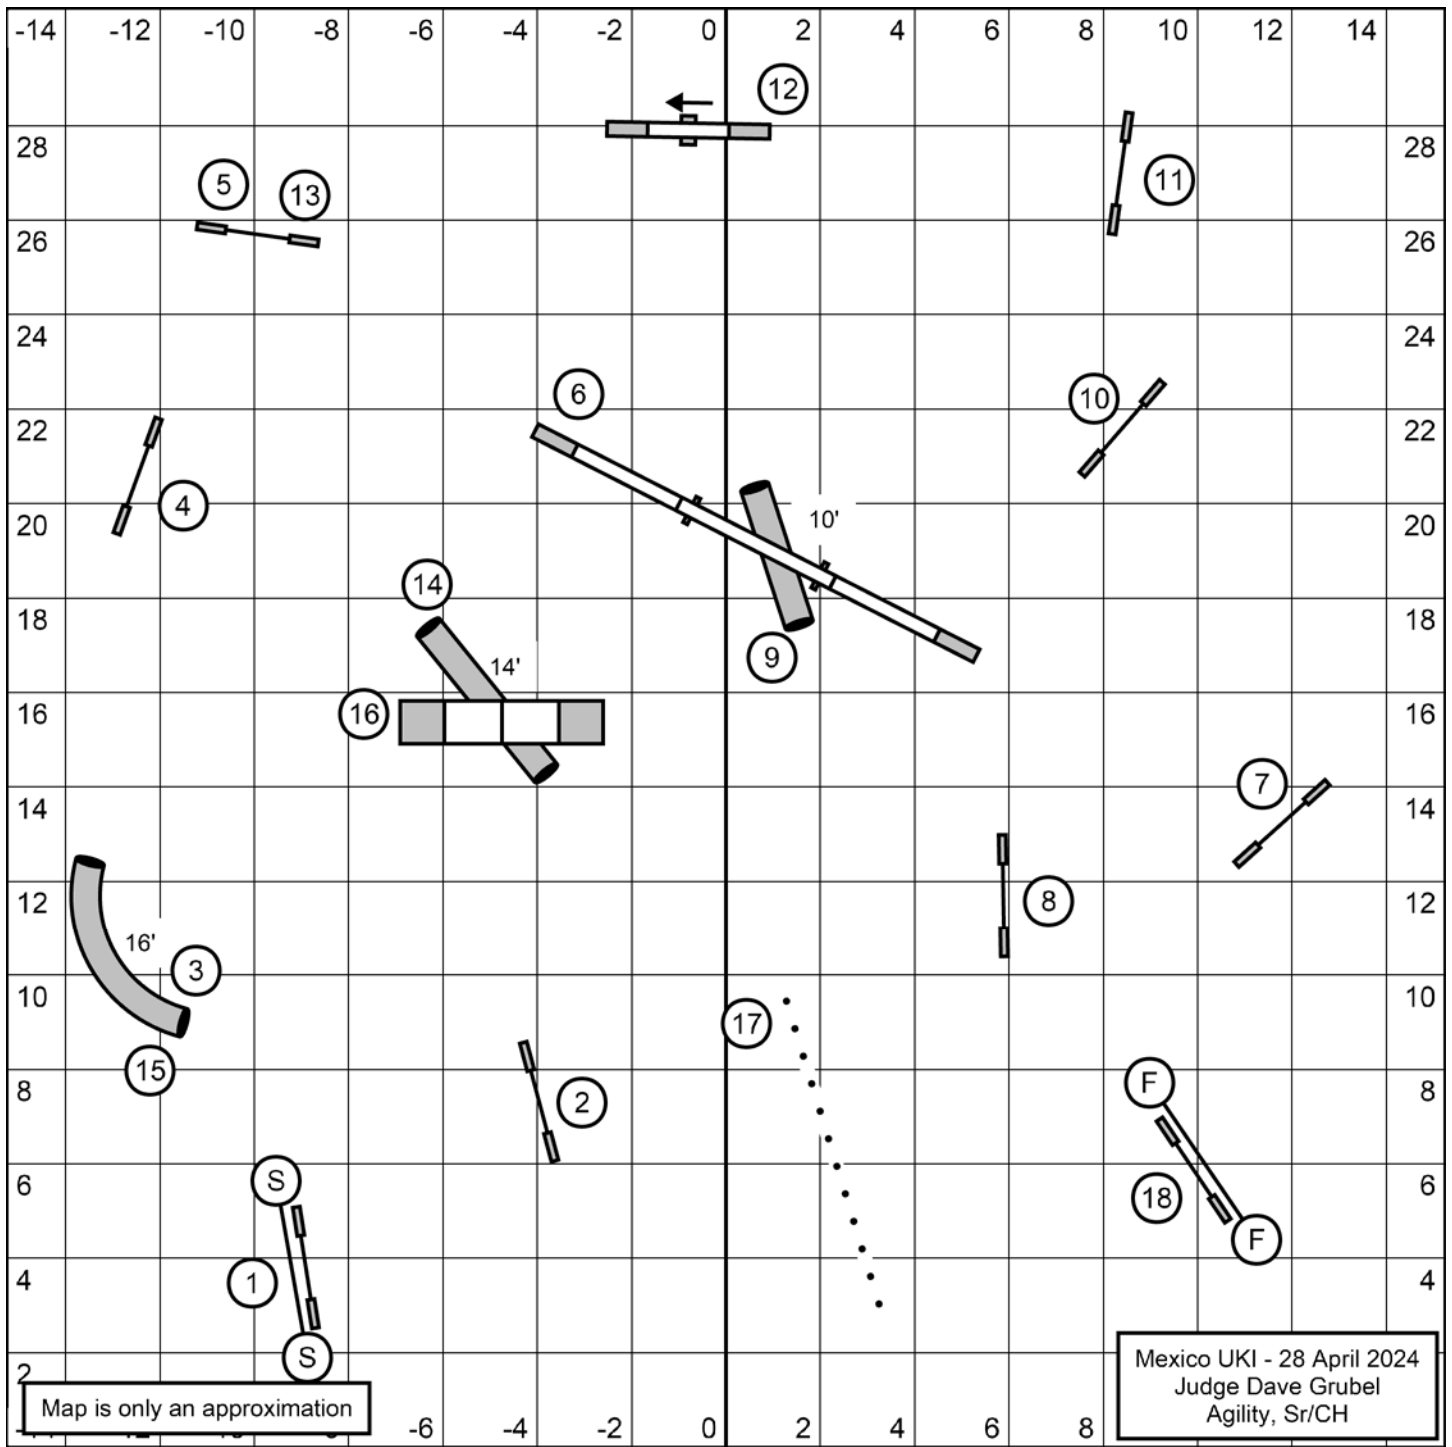 -14 -12 -10 -8 -6 -4 -2 0 2 4 6 8 10 12 14
12
28 28
5 13 11
26 26
24 24
6 10
22 22
4 10'
20 20
14
18 18
9
14'
16 16
16
7
14 14
12 8 12
16'
3
10 10
17
15
8 F 8
2
6 S 6
18
F
4 1 4
S
2
Mexico UKI - 28 April 2024
Judge Dave Grubel
Agility, Sr/CH
Map is only an approximation
-6 -4 -2 0 2 4 6 8